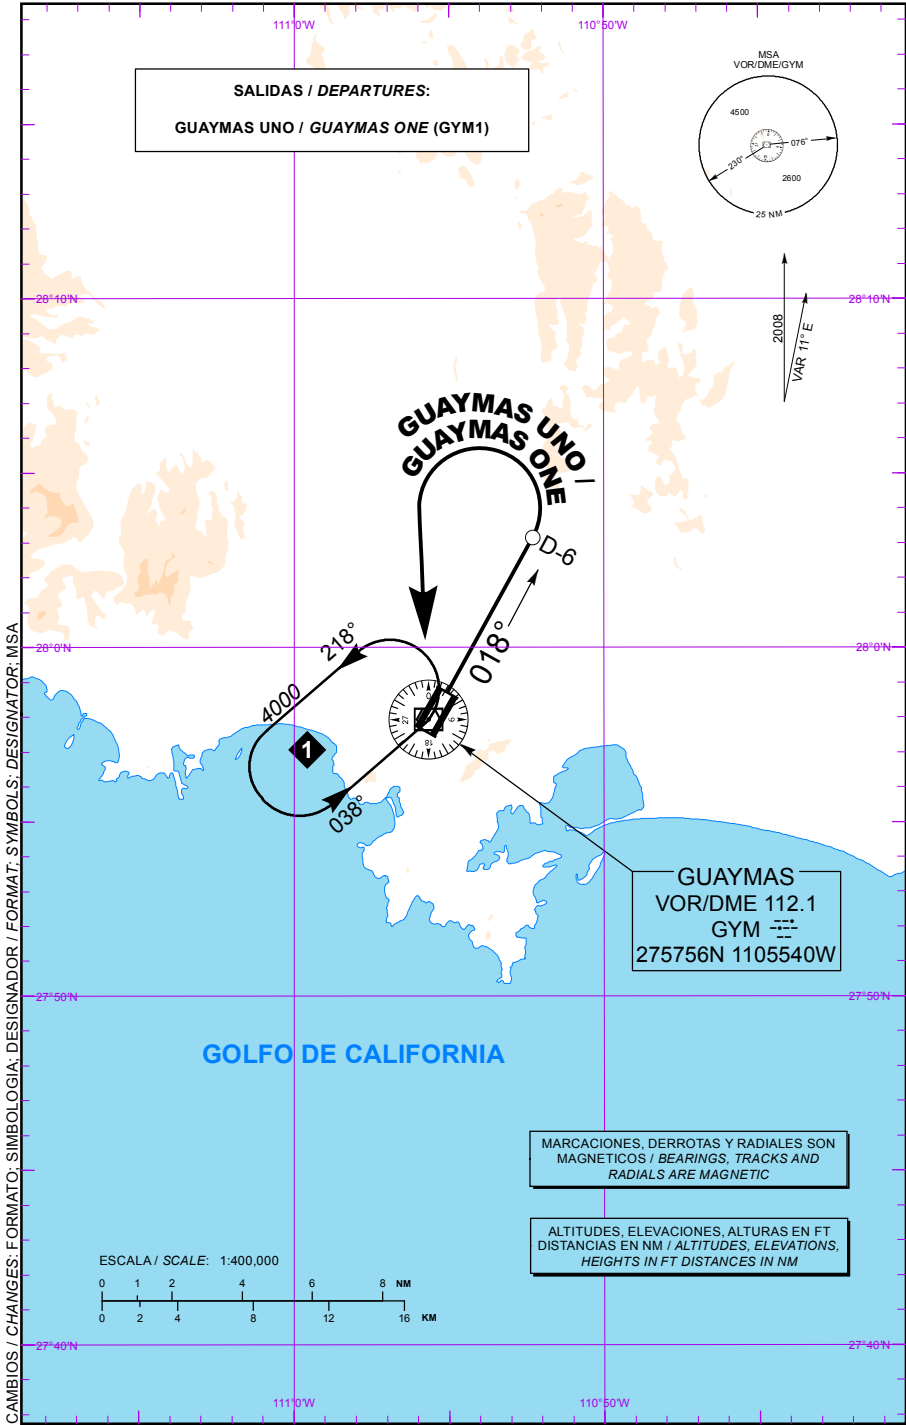 111°0'W
110°50'W
SALIDAS / DEPARTURES:
GUAYMAS UNO / GUAYMAS ONE (GYM1)
MSA
VOR/DME/GYM
4500
076°
230°
2600
25 NM
28°10'N
28°10'N
2008
VAR 11° E
GUAYMAS UNO /
GUAYMAS ONE
D-6
018°
28°0'N
28°0'N
218°
4000
1
038°
0
9
18
27
GUAYMAS
VOR/DME 112.1
GYM
275756N 1105540W
27°50'N
27°50'N
GOLFO DE CALIFORNIA
MARCACIONES, DERROTAS Y RADIALES SON
MAGNETICOS / BEARINGS, TRACKS AND
RADIALS ARE MAGNETIC
ALTITUDES, ELEVACIONES, ALTURAS EN FT
DISTANCIAS EN NM / ALTITUDES, ELEVATIONS,
HEIGHTS IN FT DISTANCES IN NM
ESCALA / SCALE: 1:400,000
0 1 2 4 6 8 NM
0 2 4 8 12 16 KM
27°40'N
27°40'N
111°0'W
110°50'W
CAMBIOS / CHANGES: FORMATO; SIMBOLOGIA; DESIGNADOR / FORMAT; SYMBOLS; DESIGNATOR; MSA